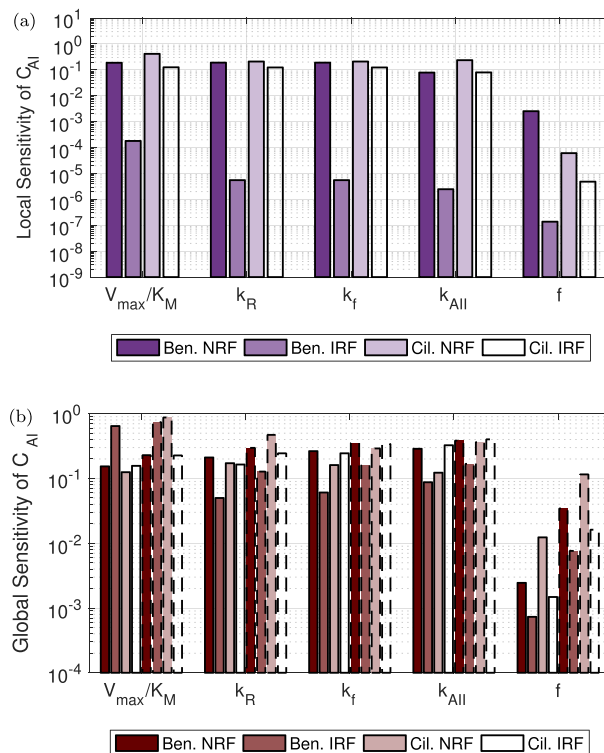 (a)
Local Sensitivity of C_AI
10^1
10^0
10^-1
10^-2
10^-3
10^-4
10^-5
10^-6
10^-7
10^-8
10^-9
V_max/K_M k_R k_f k_AII f
Ben. NRF Ben. IRF Cil. NRF Cil. IRF
(b)
Global Sensitivity of C_AI
10^0
10^-1
10^-2
10^-3
10^-4
V_max/K_M k_R k_f k_AII f
Ben. NRF Ben. IRF Cil. NRF Cil. IRF